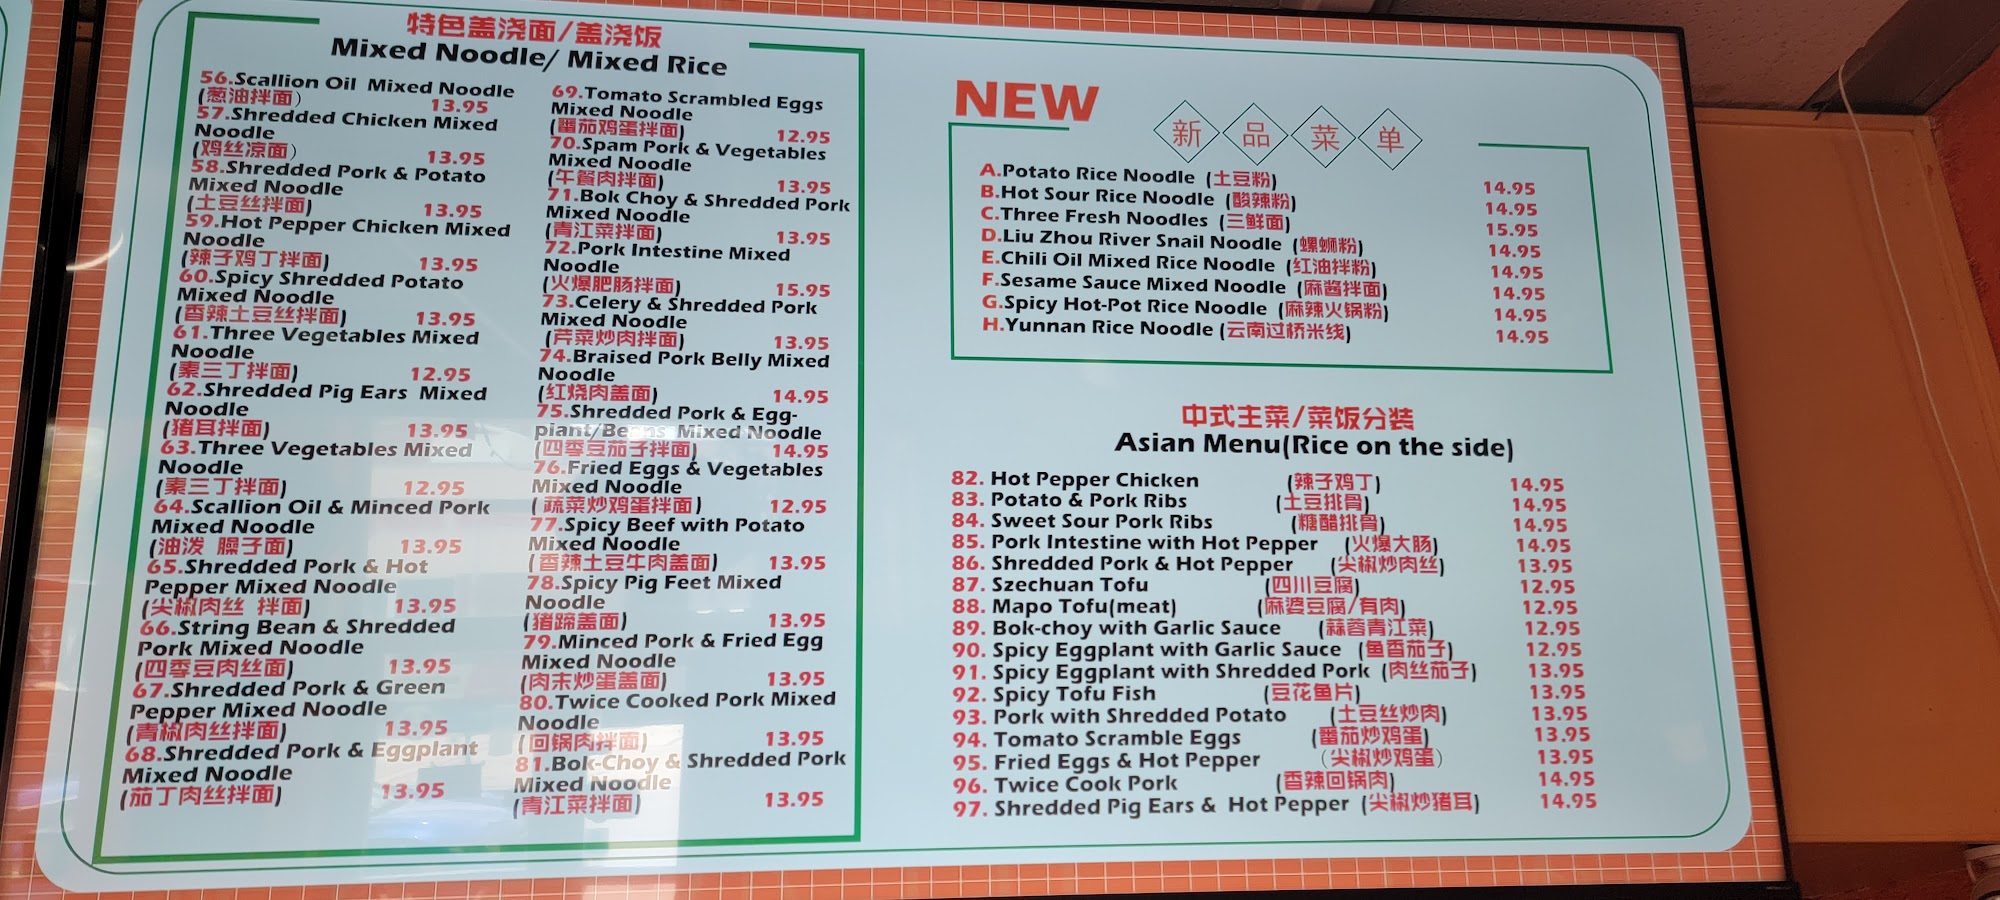 特色盖浇面/盖浇饭
Mixed Noodle/ Mixed Rice
56.Scallion Oil Mixed Noodle
(葱油拌面) 13.95
57.Shredded Chicken Mixed
Noodle
(鸡丝凉面) 13.95
58.Shredded Pork & Potato
Mixed Noodle
(土豆丝拌面) 13.95
59.Hot Pepper Chicken Mixed
Noodle
(辣子鸡丁拌面) 13.95
60.Spicy Shredded Potato
Mixed Noodle
(香辣土豆丝拌面) 13.95
61.Three Vegetables Mixed
Noodle
(素三丁拌面) 12.95
62.Shredded Pig Ears Mixed
Noodle
(猪耳拌面) 13.95
63.Three Vegetables Mixed
Noodle
(素三丁拌面) 12.95
64.Scallion Oil & Minced Pork
Mixed Noodle
(油泼 臊子面) 13.95
65.Shredded Pork & Hot
Pepper Mixed Noodle
(尖椒肉丝 拌面) 13.95
66.String Bean & Shredded
Pork Mixed Noodle
(四季豆肉丝面) 13.95
67.Shredded Pork & Green
Pepper Mixed Noodle
(青椒肉丝拌面) 13.95
68.Shredded Pork & Eggplant
Mixed Noodle
(茄丁肉丝拌面) 13.95
69.Tomato Scrambled Eggs
Mixed Noodle
(番茄鸡蛋拌面) 12.95
70.Spam Pork & Vegetables
Mixed Noodle
(午餐肉拌面) 13.95
71.Bok Choy & Shredded Pork
Mixed Noodle
(青江菜拌面) 13.95
72.Pork Intestine Mixed
Noodle
(火爆肥肠拌面) 15.95
73.Celery & Shredded Pork
Mixed Noodle
(芹菜炒肉拌面) 13.95
74.Braised Pork Belly Mixed
Noodle
(红烧肉盖面) 14.95
75.Shredded Pork & Egg-
plant/Beans Mixed Noodle
(四季豆茄子拌面) 14.95
76.Fried Eggs & Vegetables
Mixed Noodle
(蔬菜炒鸡蛋拌面) 12.95
77.Spicy Beef with Potato
Mixed Noodle
(香辣土豆牛肉盖面) 13.95
78.Spicy Pig Feet Mixed
Noodle
(猪蹄盖面) 13.95
79.Minced Pork & Fried Egg
Mixed Noodle
(肉末炒蛋盖面) 13.95
80.Twice Cooked Pork Mixed
Noodle
(回锅肉拌面) 13.95
81.Bok-Choy & Shredded Pork
Mixed Noodle
(青江菜拌面) 13.95
NEW
新品菜单
A.Potato Rice Noodle (土豆粉) 14.95
B.Hot Sour Rice Noodle (酸辣粉) 14.95
C.Three Fresh Noodles (三鲜面) 15.95
D.Liu Zhou River Snail Noodle (螺蛳粉) 14.95
E.Chili Oil Mixed Rice Noodle (红油拌粉) 14.95
F.Sesame Sauce Mixed Noodle (麻酱拌面) 14.95
G.Spicy Hot-Pot Rice Noodle (麻辣火锅粉) 14.95
H.Yunnan Rice Noodle (云南过桥米线) 14.95
中式主菜/菜饭分装
Asian Menu(Rice on the side)
82. Hot Pepper Chicken (辣子鸡丁) 14.95
83. Potato & Pork Ribs (土豆排骨) 14.95
84. Sweet Sour Pork Ribs (糖醋排骨) 14.95
85. Pork Intestine with Hot Pepper (火爆大肠) 14.95
86. Shredded Pork & Hot Pepper (尖椒炒肉丝) 13.95
87. Szechuan Tofu (四川豆腐) 12.95
88. Mapo Tofu(meat) (麻婆豆腐/有肉) 12.95
89. Bok-choy with Garlic Sauce (蒜蓉青江菜) 12.95
90. Spicy Eggplant with Garlic Sauce (鱼香茄子) 12.95
91. Spicy Eggplant with Shredded Pork (肉丝茄子) 13.95
92. Spicy Tofu Fish (豆花鱼片) 13.95
93. Pork with Shredded Potato (土豆丝炒肉) 13.95
94. Tomato Scramble Eggs (番茄炒鸡蛋) 13.95
95. Fried Eggs & Hot Pepper (尖椒炒鸡蛋) 13.95
96. Twice Cook Pork (香辣回锅肉) 14.95
97. Shredded Pig Ears & Hot Pepper (尖椒炒猪耳) 14.95